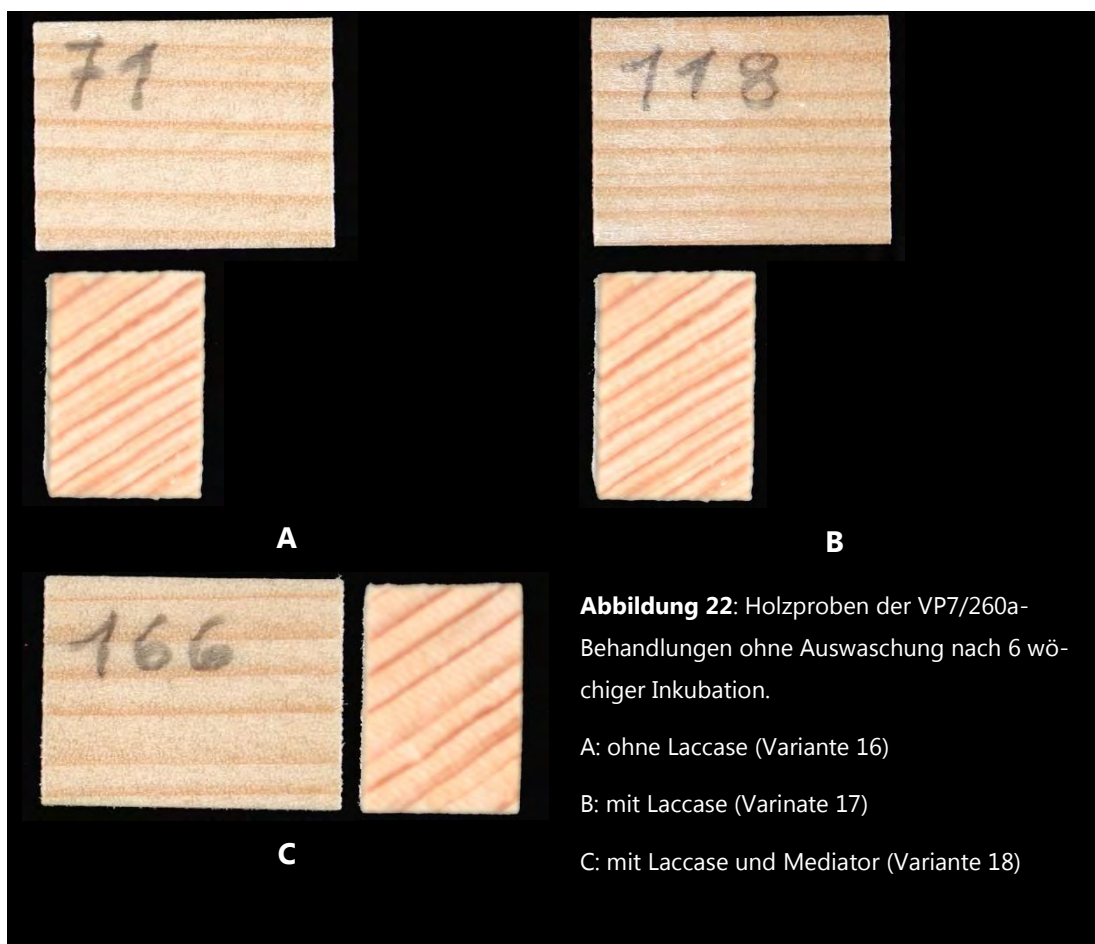 71
118
A
B
166
C
Abbildung 22: Holzproben der VP7/260a-
Behandlungen ohne Auswaschung nach 6 wö-
chiger Inkubation.
A: ohne Laccase (Variante 16)
B: mit Laccase (Varinate 17)
C: mit Laccase und Mediator (Variante 18)